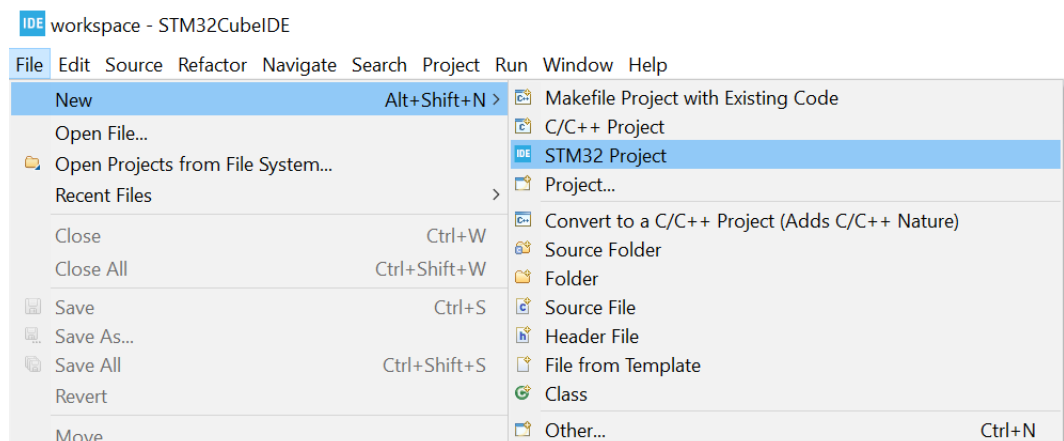 IDE workspace - STM32CubeIDE
File Edit Source Refactor Navigate Search Project Run Window Help
New Alt+Shift+N >
Open File...
Open Projects from File System...
Recent Files >
Close Ctrl+W
Close All Ctrl+Shift+W
Save Ctrl+S
Save As...
Save All Ctrl+Shift+S
Revert
Move
Makefile Project with Existing Code
C/C++ Project
IDE STM32 Project
Project...
Convert to a C/C++ Project (Adds C/C++ Nature)
Source Folder
Folder
Source File
Header File
File from Template
Class
Other... Ctrl+N